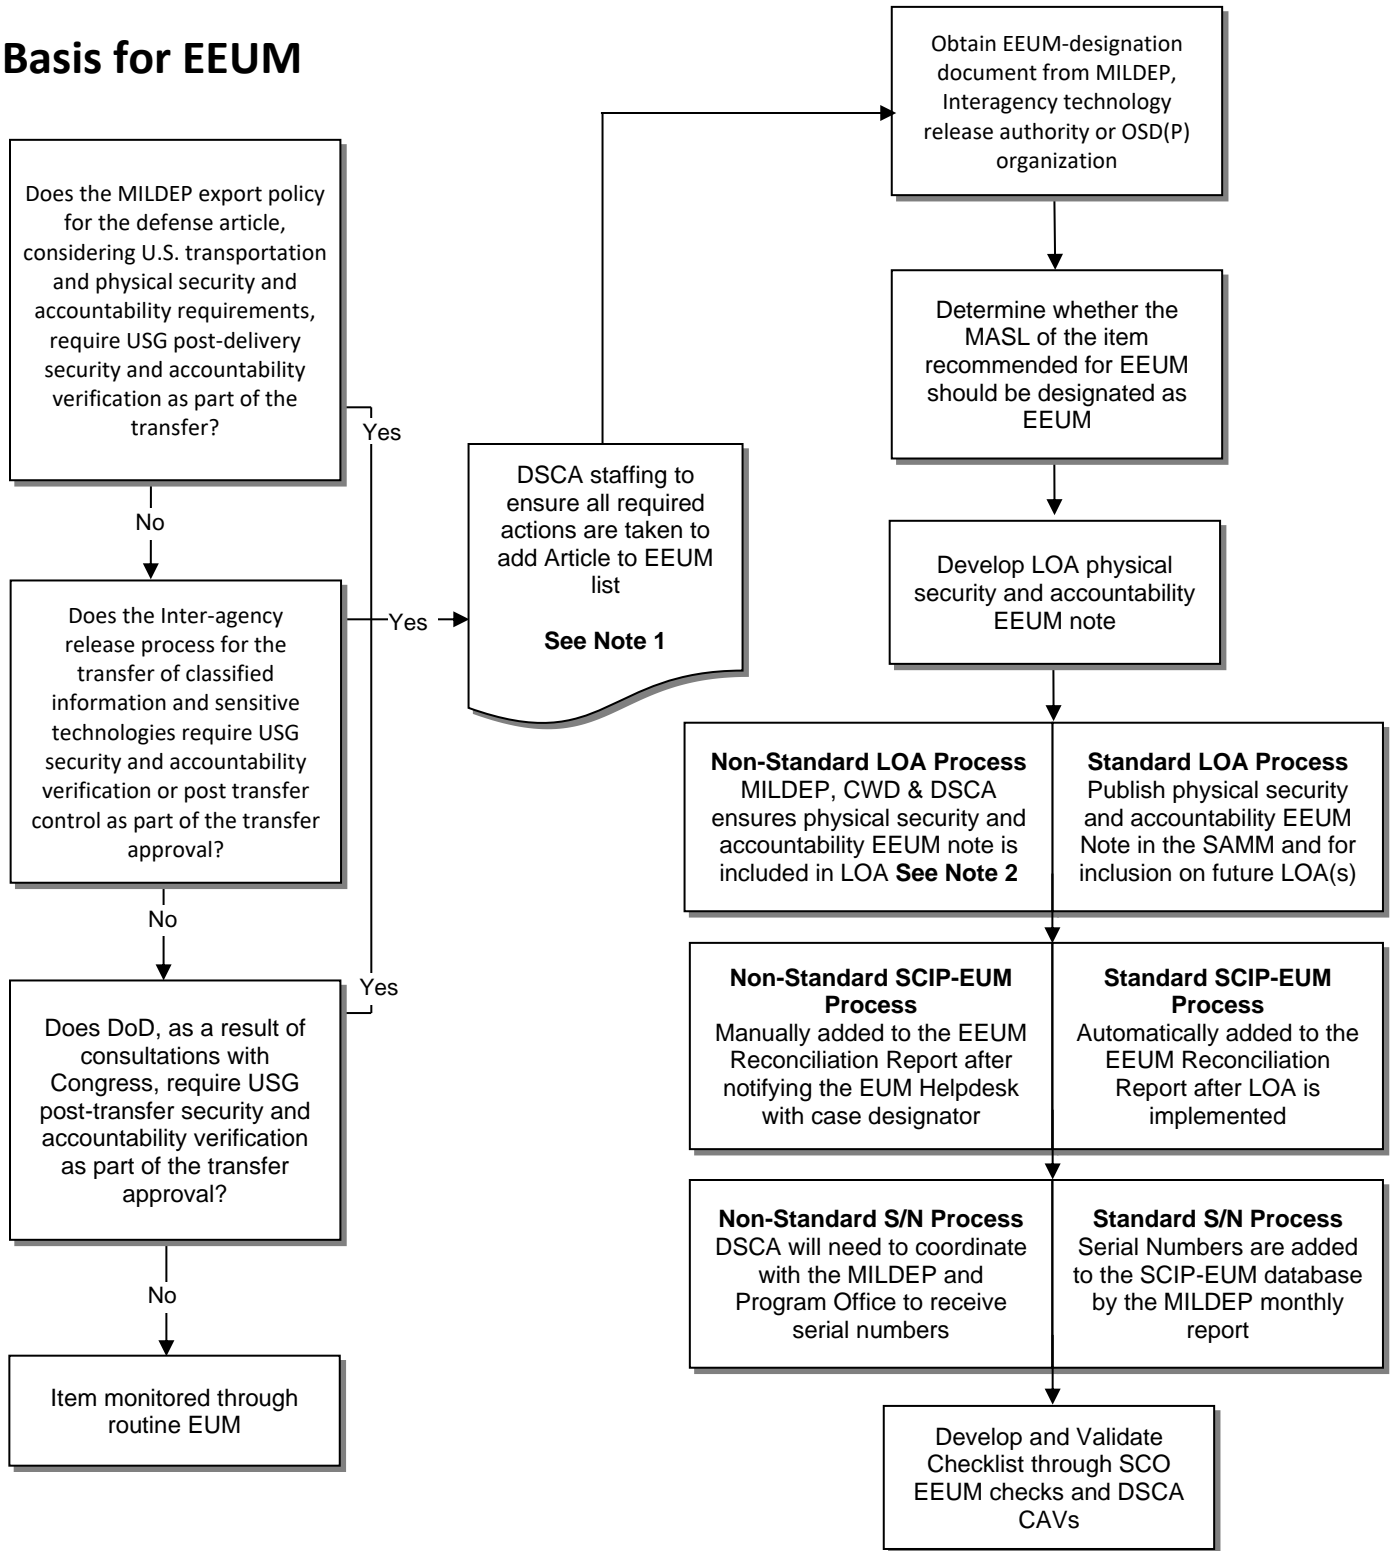 Basis for EEUM
Does the MILDEP export policy
for the defense article,
considering U.S. transportation
and physical security and
accountability requirements,
require USG post-delivery
security and accountability
verification as part of the
transfer?
Yes
No
Does the Inter-agency
release process for the
transfer of classified
information and sensitive
technologies require USG
security and accountability
verification or post transfer
control as part of the transfer
approval?
Yes
No
Does DoD, as a result of
consultations with
Congress, require USG
post-transfer security and
accountability verification
as part of the transfer
approval?
Yes
No
Item monitored through
routine EUM
DSCA staffing to
ensure all required
actions are taken to
add Article to EEUM
list
See Note 1
Obtain EEUM-designation
document from MILDEP,
Interagency technology
release authority or OSD(P)
organization
Determine whether the
MASL of the item
recommended for EEUM
should be designated as
EEUM
Develop LOA physical
security and accountability
EEUM note
Non-Standard LOA Process
MILDEP, CWD & DSCA
ensures physical security and
accountability EEUM note is
included in LOA See Note 2
Standard LOA Process
Publish physical security
and accountability EEUM
Note in the SAMM and for
inclusion on future LOA(s)
Non-Standard SCIP-EUM
Process
Manually added to the EEUM
Reconciliation Report after
notifying the EUM Helpdesk
with case designator
Standard SCIP-EUM
Process
Automatically added to the
EEUM Reconciliation
Report after LOA is
implemented
Non-Standard S/N Process
DSCA will need to coordinate
with the MILDEP and
Program Office to receive
serial numbers
Standard S/N Process
Serial Numbers are added
to the SCIP-EUM database
by the MILDEP monthly
report
Develop and Validate
Checklist through SCO
EEUM checks and DSCA
CAVs